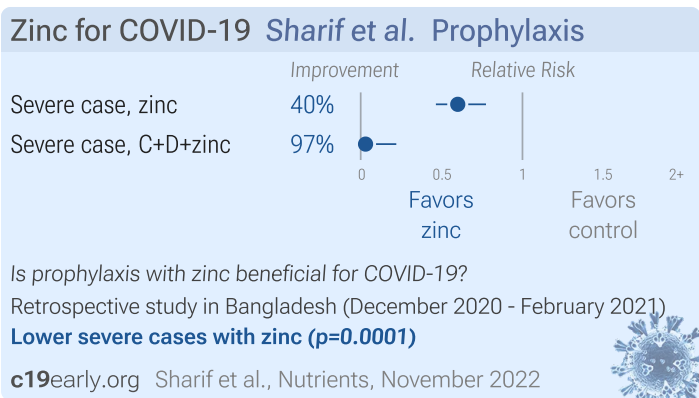 Zinc for COVID-19 Sharif et al. Prophylaxis
Improvement Relative Risk
Severe case, zinc 40%
Severe case, C+D+zinc 97%
0 0.5 1 1.5 2+
Favors Favors
zinc control
Is prophylaxis with zinc beneficial for COVID-19?
Retrospective study in Bangladesh (December 2020 - February 2021)
Lower severe cases with zinc (p=0.0001)
c19early.org Sharif et al., Nutrients, November 2022